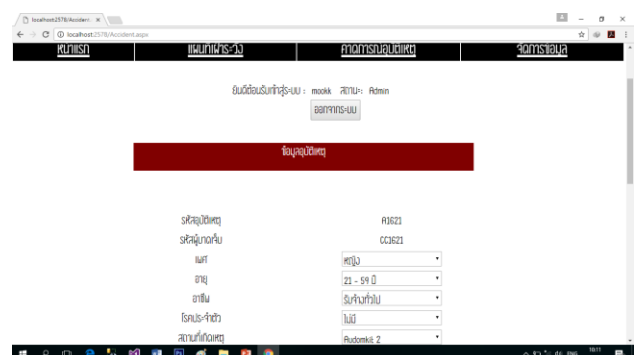 localhost:2578/Accident. x
localhost:2578/Accident.aspx
หน้าแรก แผนที่เฝ้าระวัง คาดการณ์อุบัติเหตุ จัดการข้อมูล
ยินดีต้อนรับเข้าสู่ระบบ : mookk สถานะ: Admin
ออกจากระบบ
ข้อมูลอุบัติเหตุ
รหัสอุบัติเหตุ A1621
รหัสผู้บาดเจ็บ CC1621
เพศ หญิง
อายุ 21 - 59 ปี
อาชีพ รับจ้างทั่วไป
โรคประจำตัว ไม่มี
สถานที่เกิดเหตุ Rudomkit 2
ENG 16:11